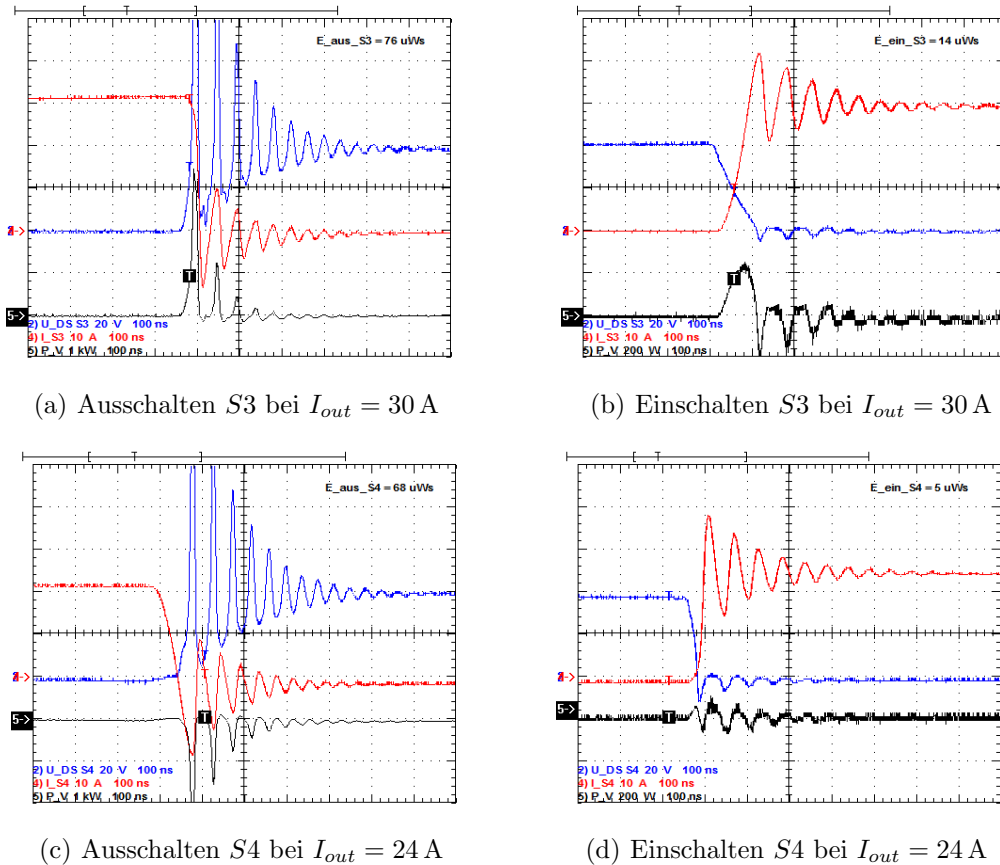 E_aus_S3 = 76 uWs
5->
2) U_DS S3 20 V 100 ns
4) I_S3 10 A 100 ns
5) P_V 1 kW 100 ns
T
(a) Ausschalten S3 bei I_out = 30 A
E_ein_S3 = 14 uWs
5->
2) U_DS S3 20 V 100 ns
4) I_S3 10 A 100 ns
5) P_V 200 W 100 ns
T
(b) Einschalten S3 bei I_out = 30 A
E_aus_S4 = 68 uWs
5->
2) U_DS S4 20 V 100 ns
4) I_S4 10 A 100 ns
5) P_V 1 kW 100 ns
T
(c) Ausschalten S4 bei I_out = 24 A
E_ein_S4 = 5 uWs
5->
2) U_DS S4 20 V 100 ns
4) I_S4 10 A 100 ns
5) P_V 200 W 100 ns
T
(d) Einschalten S4 bei I_out = 24 A